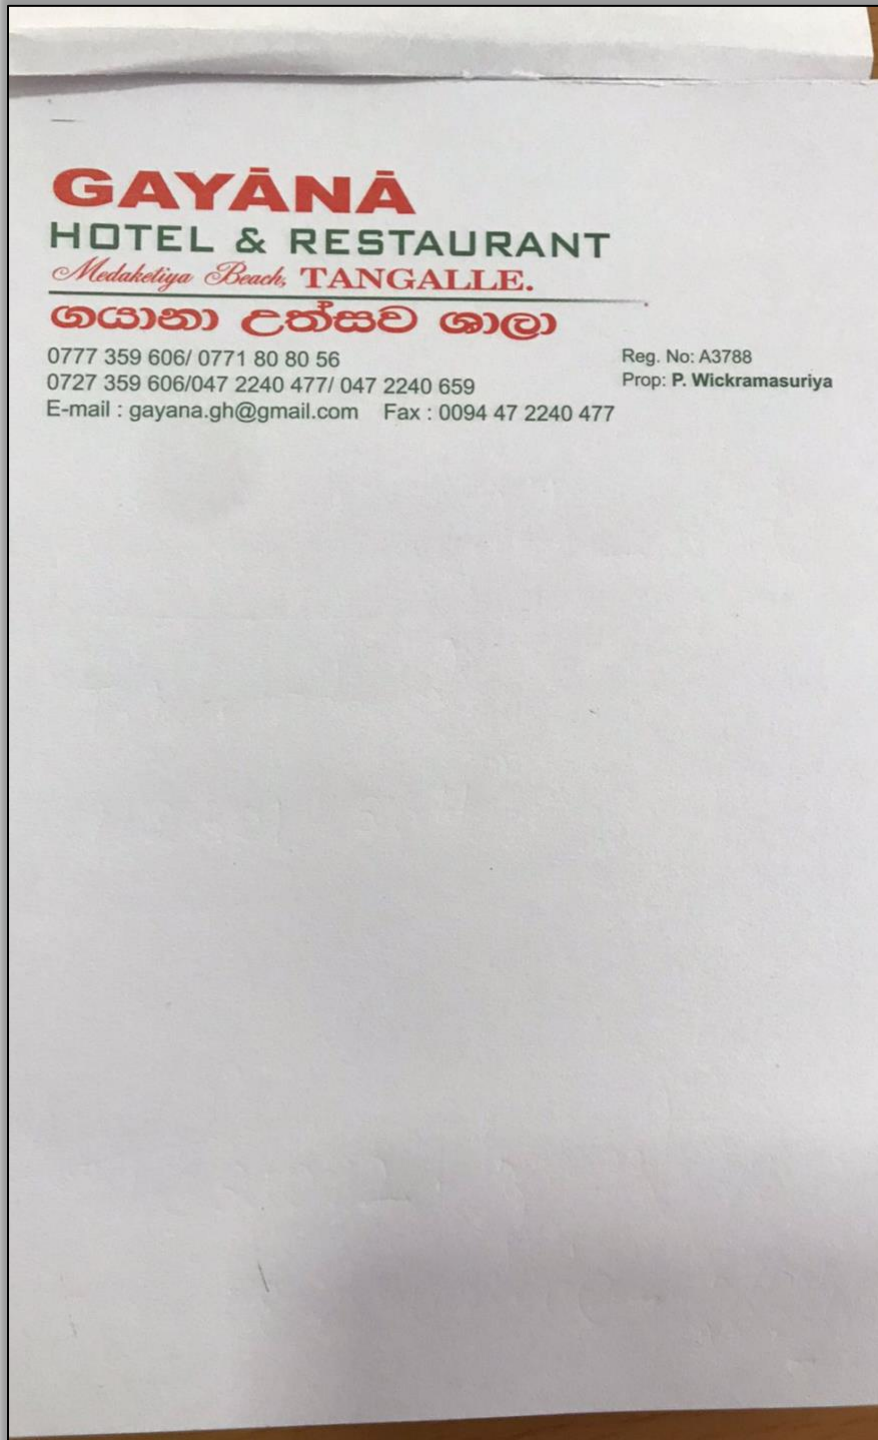 GAYĀNĀ
HOTEL & RESTAURANT
Medaketiya Beach, TANGALLE.
ගයානා උත්සව ශාලා
0777 359 606/ 0771 80 80 56
0727 359 606/047 2240 477/ 047 2240 659
E-mail : gayana.gh@gmail.com Fax : 0094 47 2240 477
Reg. No: A3788
Prop: P. Wickramasuriya